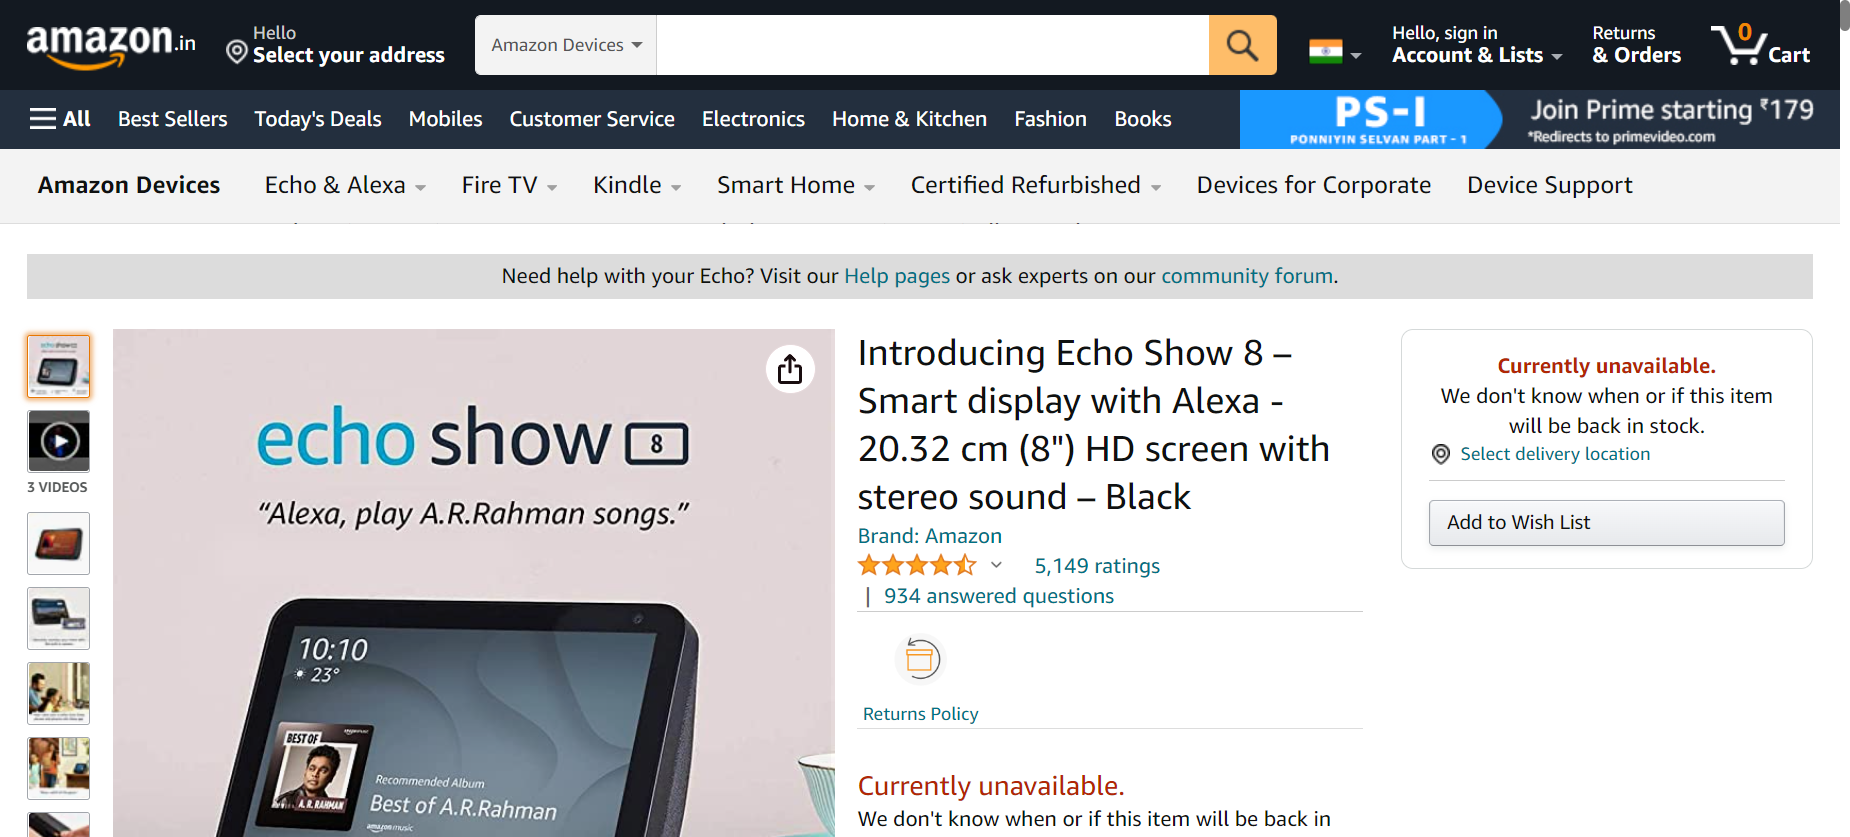 amazon.in
Hello
Select your address
Amazon Devices
Hello, sign in
Account & Lists
Returns
& Orders
0
Cart
All
Best Sellers
Today's Deals
Mobiles
Customer Service
Electronics
Home & Kitchen
Fashion
Books
PS-I
PONNIYIN SELVAN PART - 1
Join Prime starting ₹179
*Redirects to primevideo.com
Amazon Devices
Echo & Alexa
Fire TV
Kindle
Smart Home
Certified Refurbished
Devices for Corporate
Device Support
Need help with your Echo? Visit our Help pages or ask experts on our community forum.
3 VIDEOS
echo show 8
“Alexa, play A.R.Rahman songs.”
10:10
23°
BEST OF
A. R. RAHMAN
Recommended Album
Best of A.R.Rahman
amazon music
Introducing Echo Show 8 –
Smart display with Alexa -
20.32 cm (8") HD screen with
stereo sound – Black
Brand: Amazon
5,149 ratings
| 934 answered questions
Returns Policy
Currently unavailable.
We don't know when or if this item will be back in
Currently unavailable.
We don't know when or if this item
will be back in stock.
Select delivery location
Add to Wish List